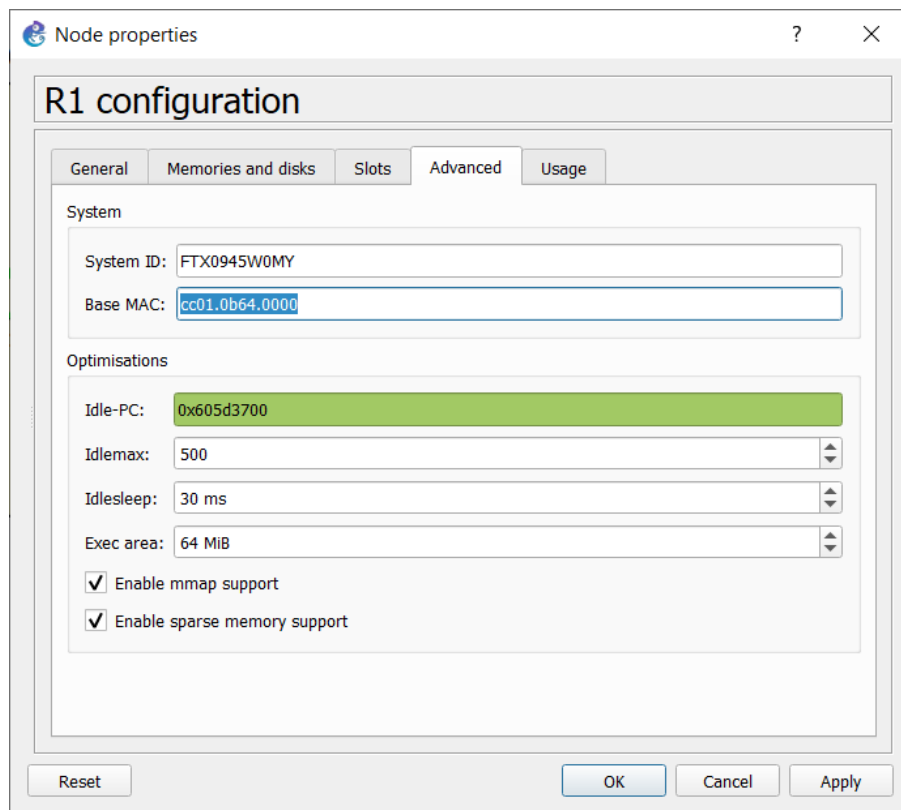 Node properties
?
R1 configuration
General Memories and disks Slots Advanced Usage
System
System ID: FTX0945W0MY
Base MAC: cc01.0b64.0000
Optimisations
Idle-PC: 0x605d3700
Idlemax: 500
Idlesleep: 30 ms
Exec area: 64 MiB
Enable mmap support
Enable sparse memory support
Reset OK Cancel Apply